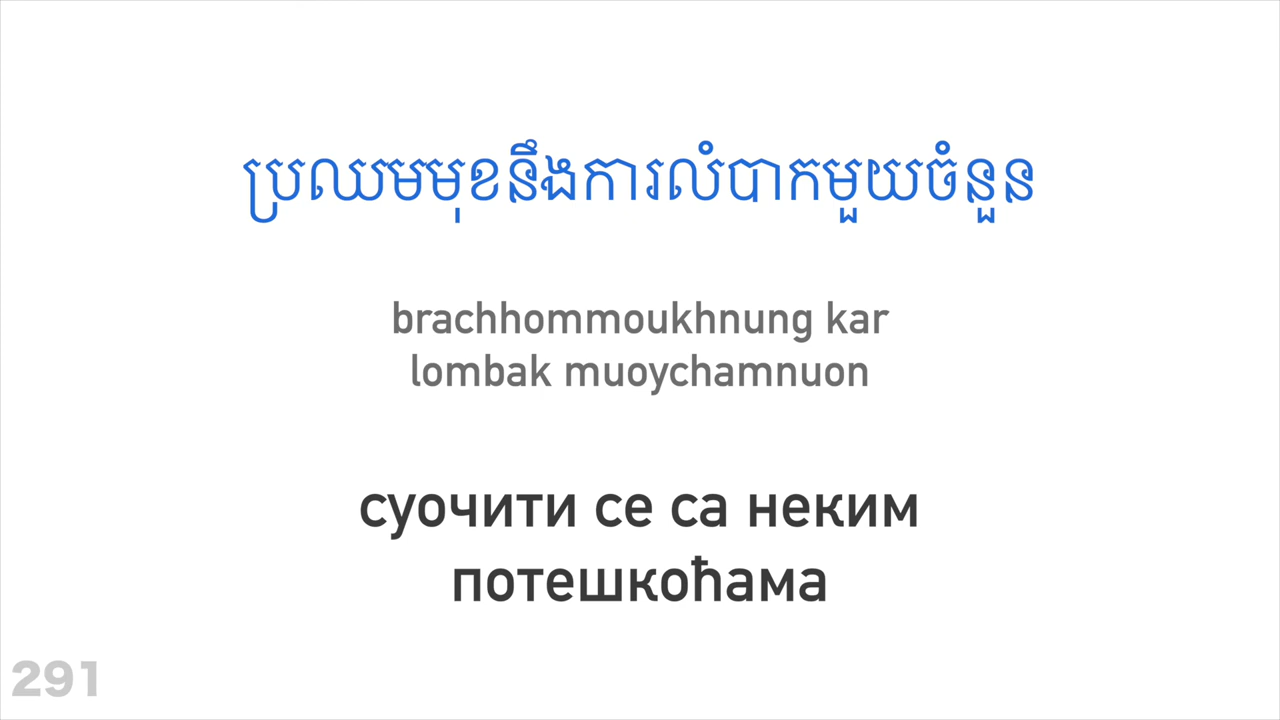 ប្រឈមមុខនឹងការលំបាកមួយចំនួន
brachhommoukhnung kar
lombak muoychamnuon
суочити се са неким
потешкоћама
291